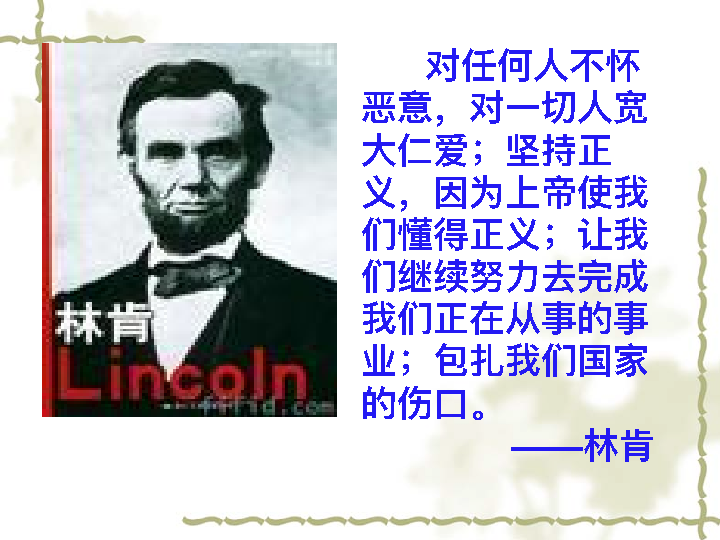 对任何人不怀
恶意，对一切人宽
大仁爱；坚持正
义，因为上帝使我
们懂得正义；让我
们继续努力去完成
我们正在从事的事
业；包扎我们国家
的伤口。
——林肯
林肯
Lincoln